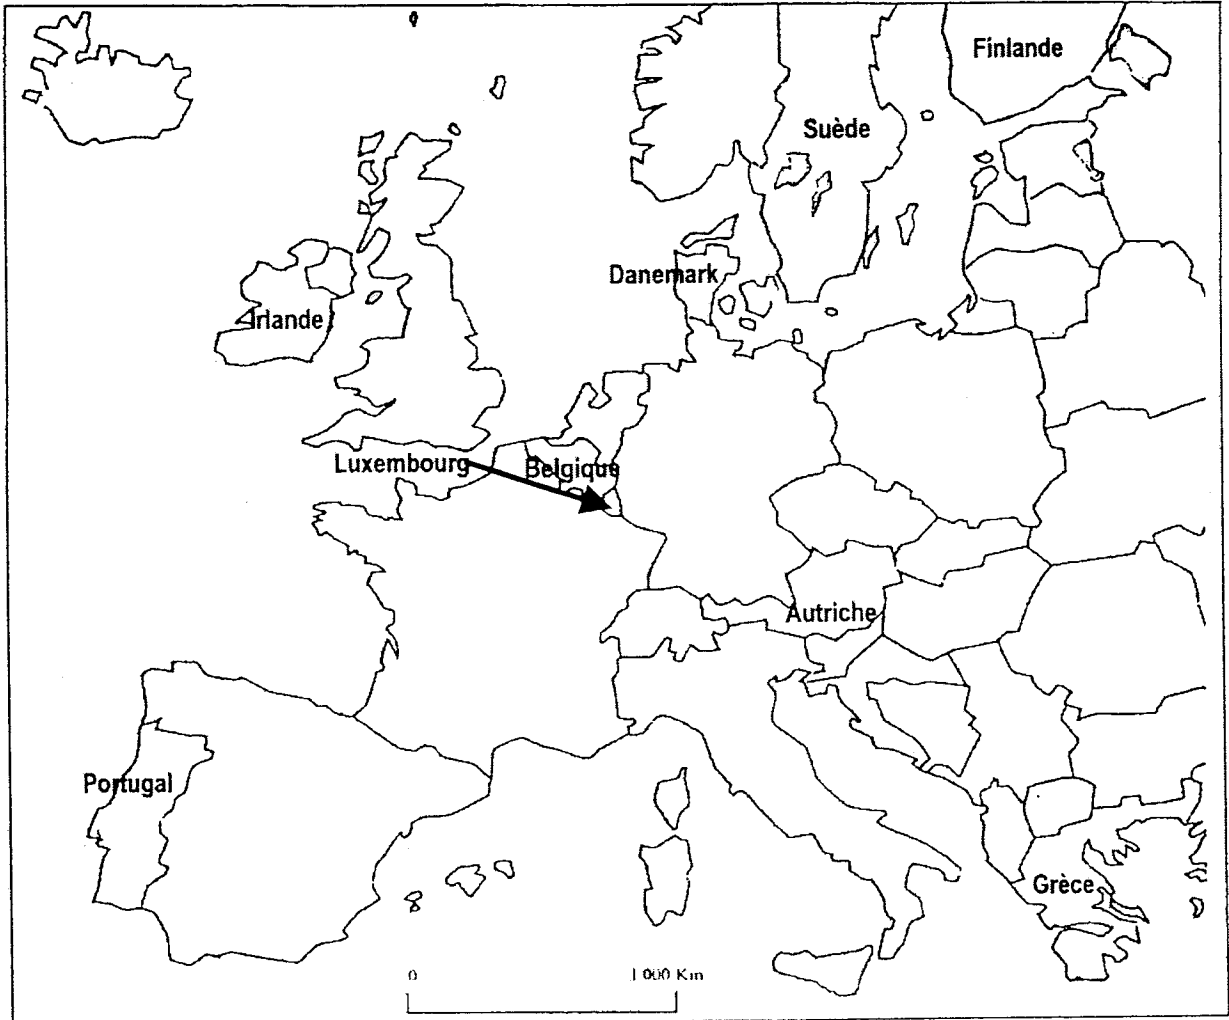 Finlande
Suède
Danemark
Irlande
Luxembourg
Belgique
Autriche
Portugal
Grèce
0
1 000 Km